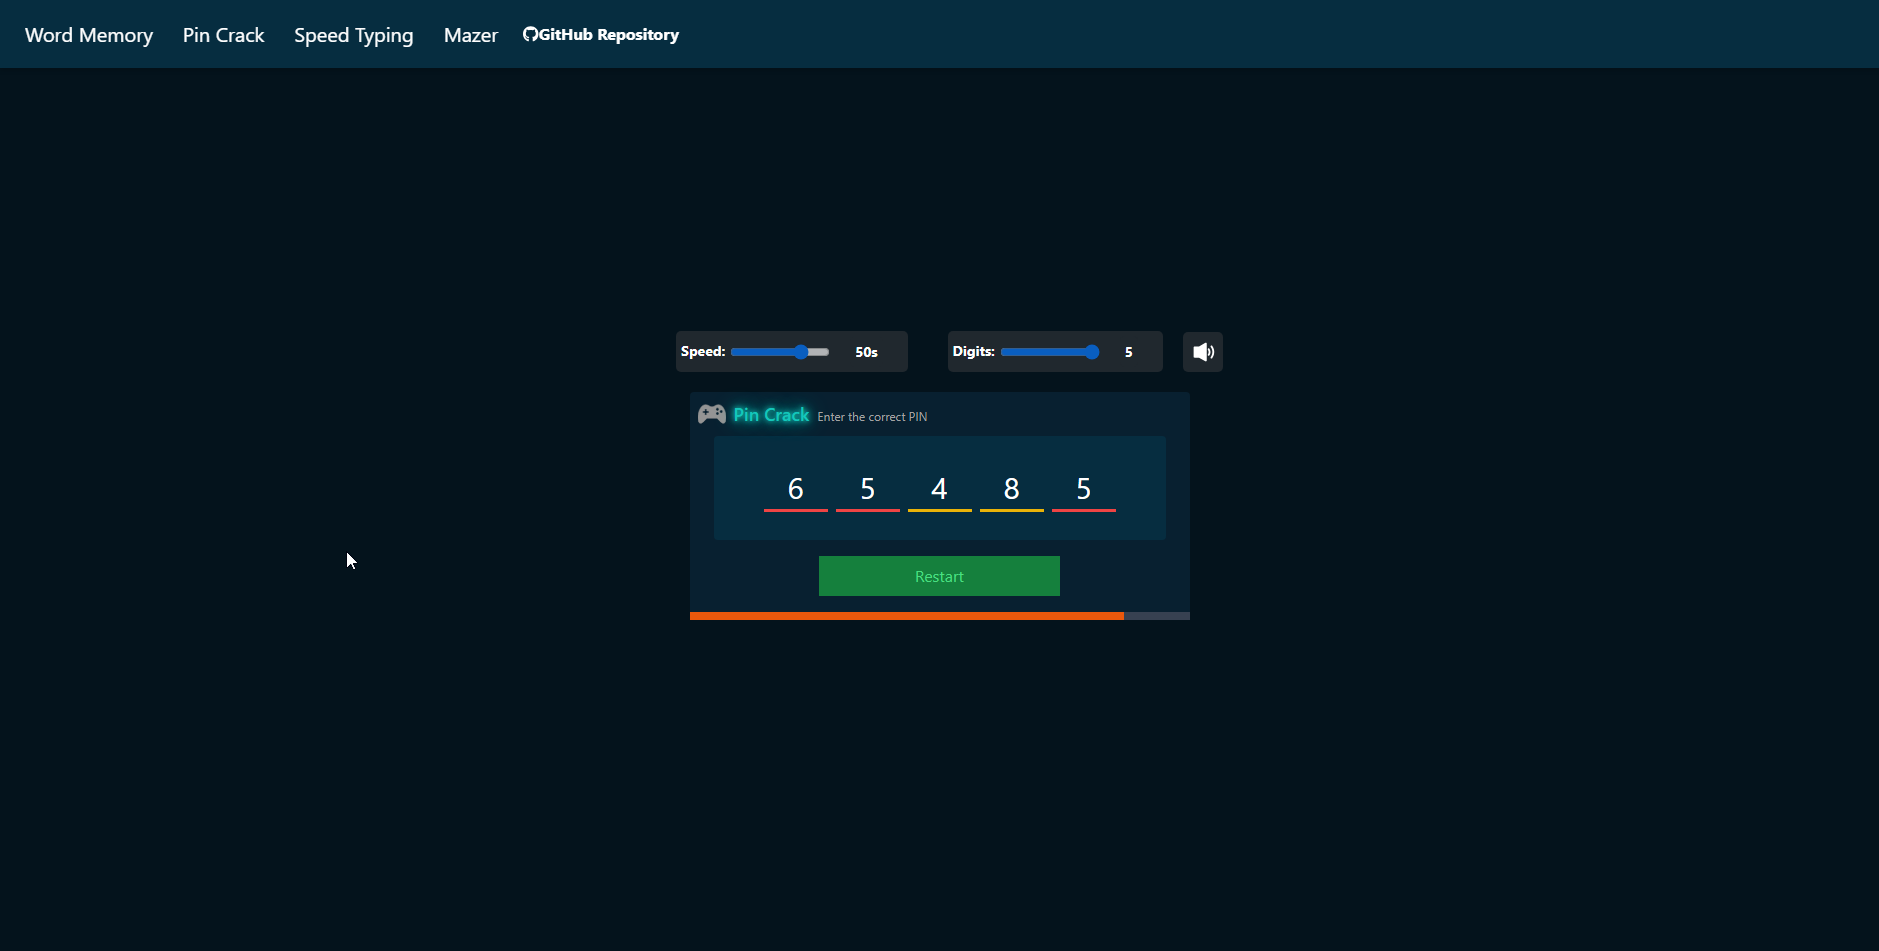 Word Memory Pin Crack Speed Typing Mazer GitHub Repository
Speed: 50s Digits: 5
Pin Crack Enter the correct PIN
6 5 4 8 5
Restart